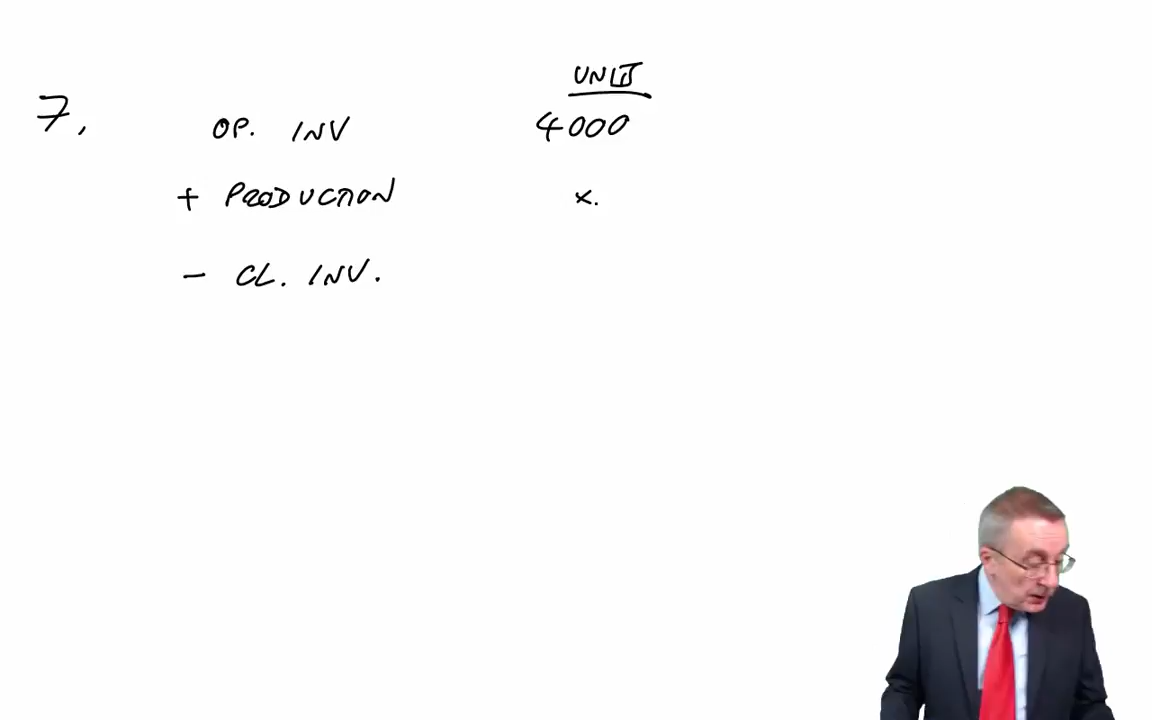 UNIT
7, OP. INV 4000
+ PRODUCTION x.
- CL. INV.